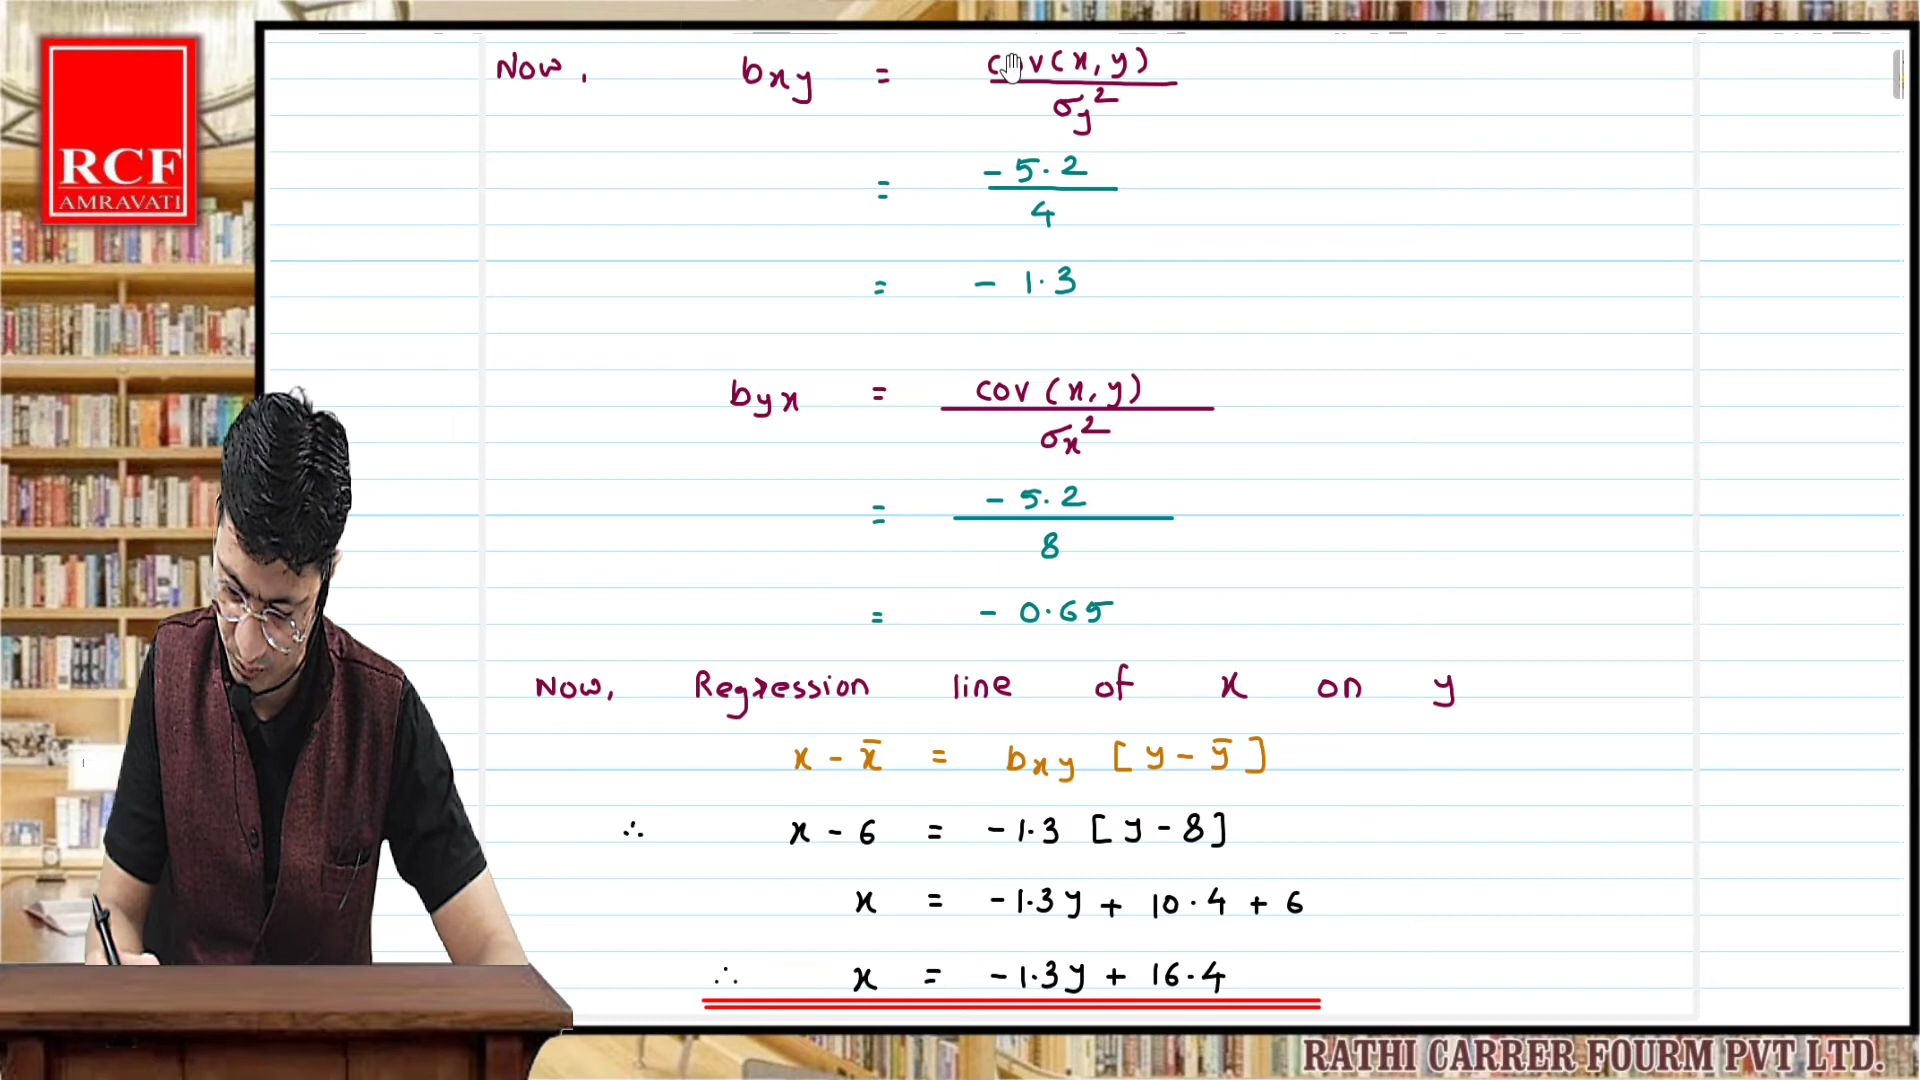 RCF
AMRAVATI
Now, bxy = cov(x, y)
σy²
= -5.2
4
= - 1.3
byx = cov (x, y)
σx²
= -5.2
8
= - 0.65
Now, Regression line of x on y
x - x̄ = bxy [y - ȳ]
∴ x - 6 = -1.3 [y - 8]
x = -1.3y + 10.4 + 6
∴ x = -1.3y + 16.4
RATHI CARRER FOURM PVT LTD.